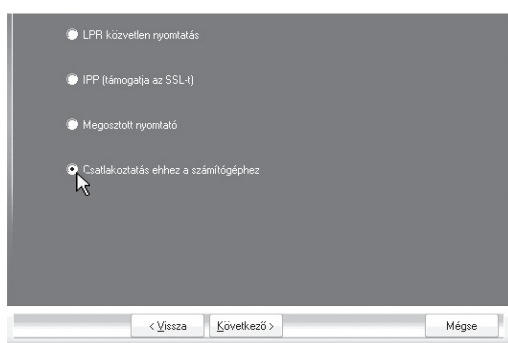 LPR közvetlen nyomtatás
IPP (támogatja az SSL-t)
Megosztott nyomtató
Csatlakoztatás ehhez a számítógéphez
< Vissza Következő > Mégse